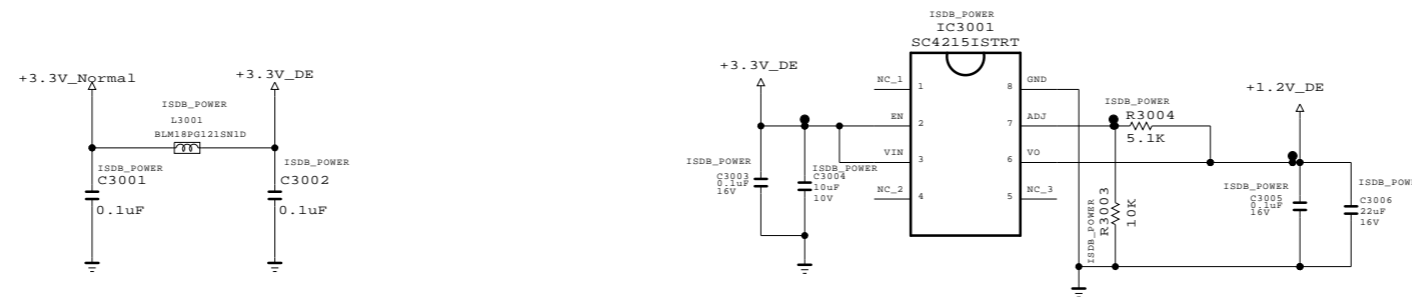 +3.3V_Normal
+3.3V_DE
ISDB_POWER
L3001
BLM18PG121SN1D
ISDB_POWER
C3001
0.1uF
ISDB_POWER
C3002
0.1uF
ISDB_POWER
IC3001
SC4215ISTRT
+3.3V_DE
NC_1
1
EN
2
VIN
3
NC_2
4
8
GND
7
ADJ
6
VO
5
NC_3
ISDB_POWER
C3003
0.1uF
16V
ISDB_POWER
C3004
10uF
10V
ISDB_POWER
R3004
5.1K
ISDB_POWER
R3003
10K
+1.2V_DE
ISDB_POWER
C3005
0.1uF
16V
ISDB_POW
C3006
22uF
16V